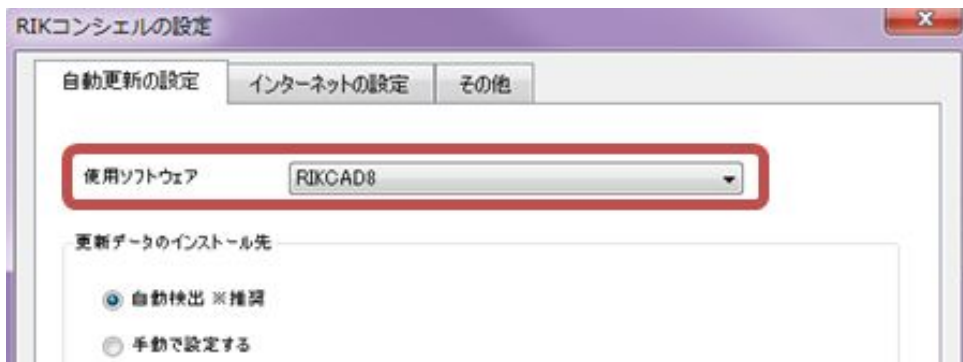 RIKコンシェルの設定
自動更新の設定 インターネットの設定 その他
使用ソフトウェア RIKCAD8
更新データのインストール先
自動検出 ※推奨
手動で設定する